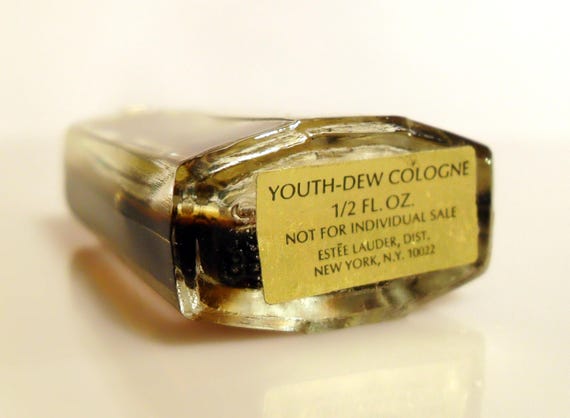 YOUTH-DEW COLOGNE
1/2 FL. OZ.
NOT FOR INDIVIDUAL SALE
ESTĒE LAUDER, DIST.
NEW YORK, N.Y. 10022